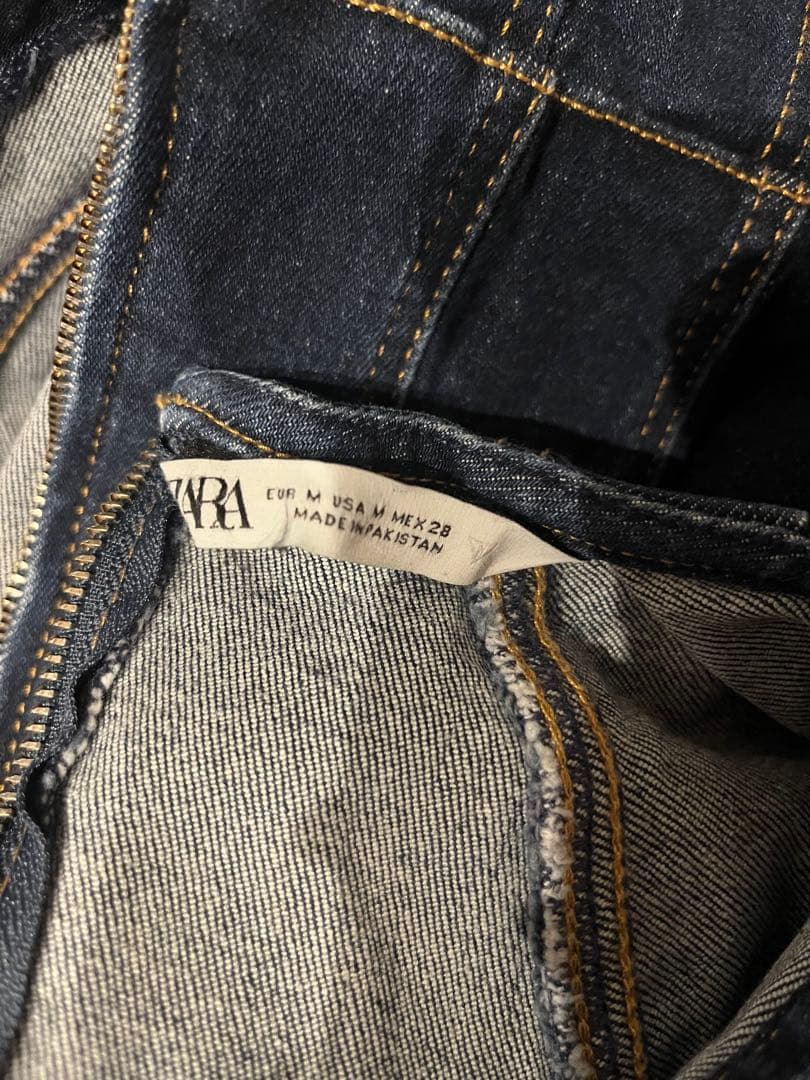 ZARA
EUR M USA M MEX 28
MADE IN PAKISTAN